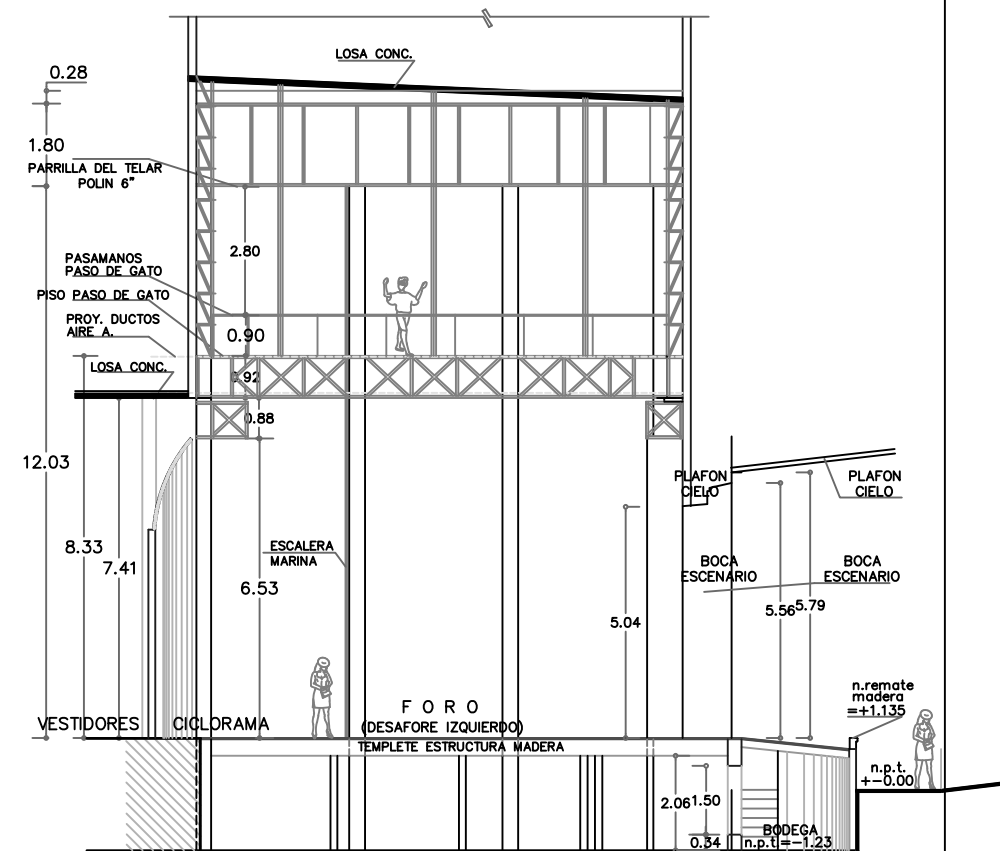 LOSA CONC.
0.28
1.80
PARRILLA DEL TELAR
POLIN 6"
2.80
PASAMANOS
PASO DE GATO
PISO PASO DE GATO
PROY. DUCTOS
AIRE A.
0.90
LOSA CONC.
0.88
12.03
PLAFON
CIELO
PLAFON
CIELO
8.33
7.41
ESCALERA
MARINA
6.53
BOCA
ESCENARIO
BOCA
ESCENARIO
5.04
5.56
5.79
n.remate
madera
=+1.135
VESTIDORES
CICLORAMA
FORO
(DESAFORE IZQUIERDO)
TEMPLETE ESTRUCTURA MADERA
n.p.t.
+-0.00
2.06
1.50
0.34
BODEGA
n.p.t=-1.23